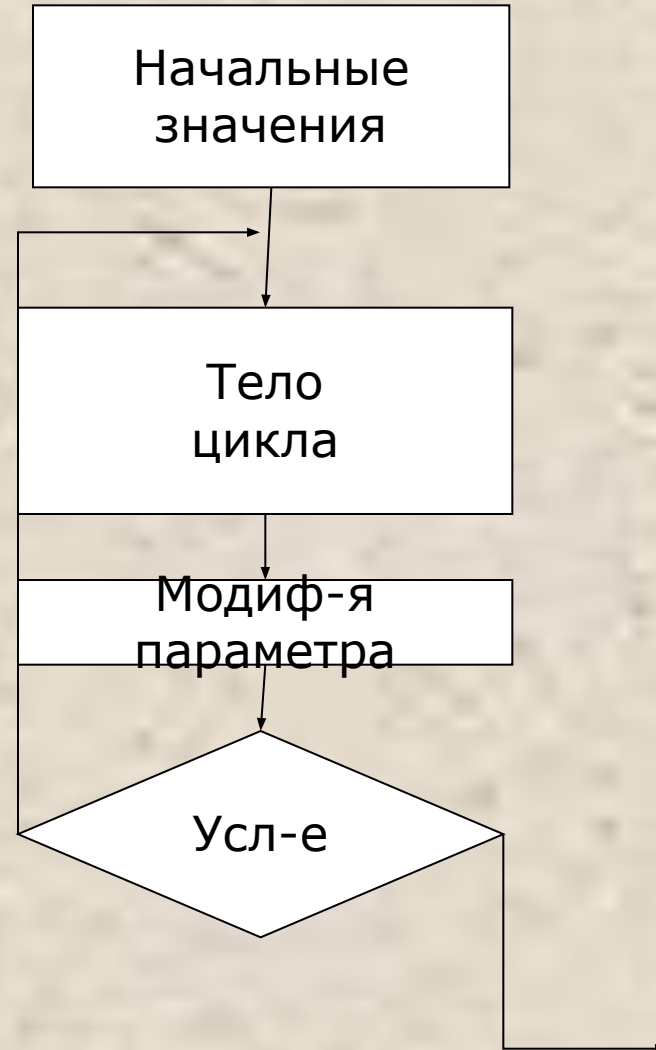 Начальные
значения
Тело
цикла
Модиф-я
параметра
Усл-е